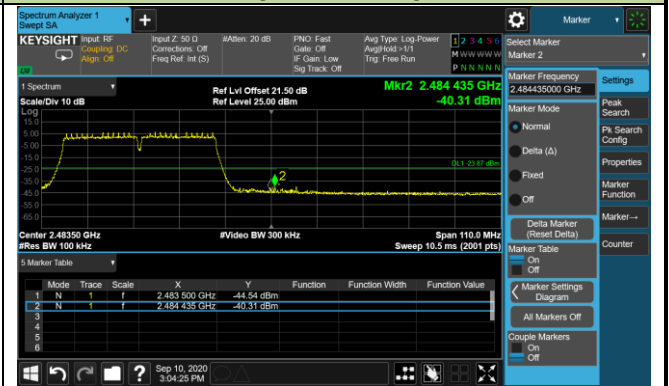 Spectrum Analyzer 1
Swept SA
Marker
KEYSIGHT
Input: RF
Coupling: DC
Align: Off
Input Z: 50 Ω
Corrections: Off
Freq Ref: Int (S)
#Atten: 20 dB
PNO: Fast
Gate: Off
IF Gain: Low
Sig Track: Off
Avg Type: Log-Power
Avg|Hold:>1/1
Trig: Free Run
1 2 3 4 5 6
M W W W W W
P N N N N N
Select Marker
Marker 2
1 Spectrum
Scale/Div 10 dB
Log
Ref Lvl Offset 21.50 dB
Ref Level 25.00 dBm
Mkr2 2.484 435 GHz
-40.31 dBm
15.0
5.00
-5.00
-15.0
-25.0
-35.0
-45.0
-55.0
-65.0
2
DL1 -23.87 dBm
Center 2.48350 GHz
#Res BW 100 kHz
#Video BW 300 kHz
Span 110.0 MHz
Sweep 10.5 ms (2001 pts)
5 Marker Table
Mode Trace Scale X Y Function Function Width Function Value
1 N 1 f 2.483 500 GHz -44.54 dBm
2 N 1 f 2.484 435 GHz -40.31 dBm
3
4
5
6
Marker Frequency
2.484435000 GHz
Marker Mode
Normal
Delta (Δ)
Fixed
Off
Delta Marker
(Reset Delta)
Marker Table
On
Off
Marker Settings
Diagram
All Markers Off
Couple Markers
On
Off
Settings
Peak
Search
Pk Search
Config
Properties
Marker
Function
Marker→
Counter
?
Sep 10, 2020
3:04:25 PM